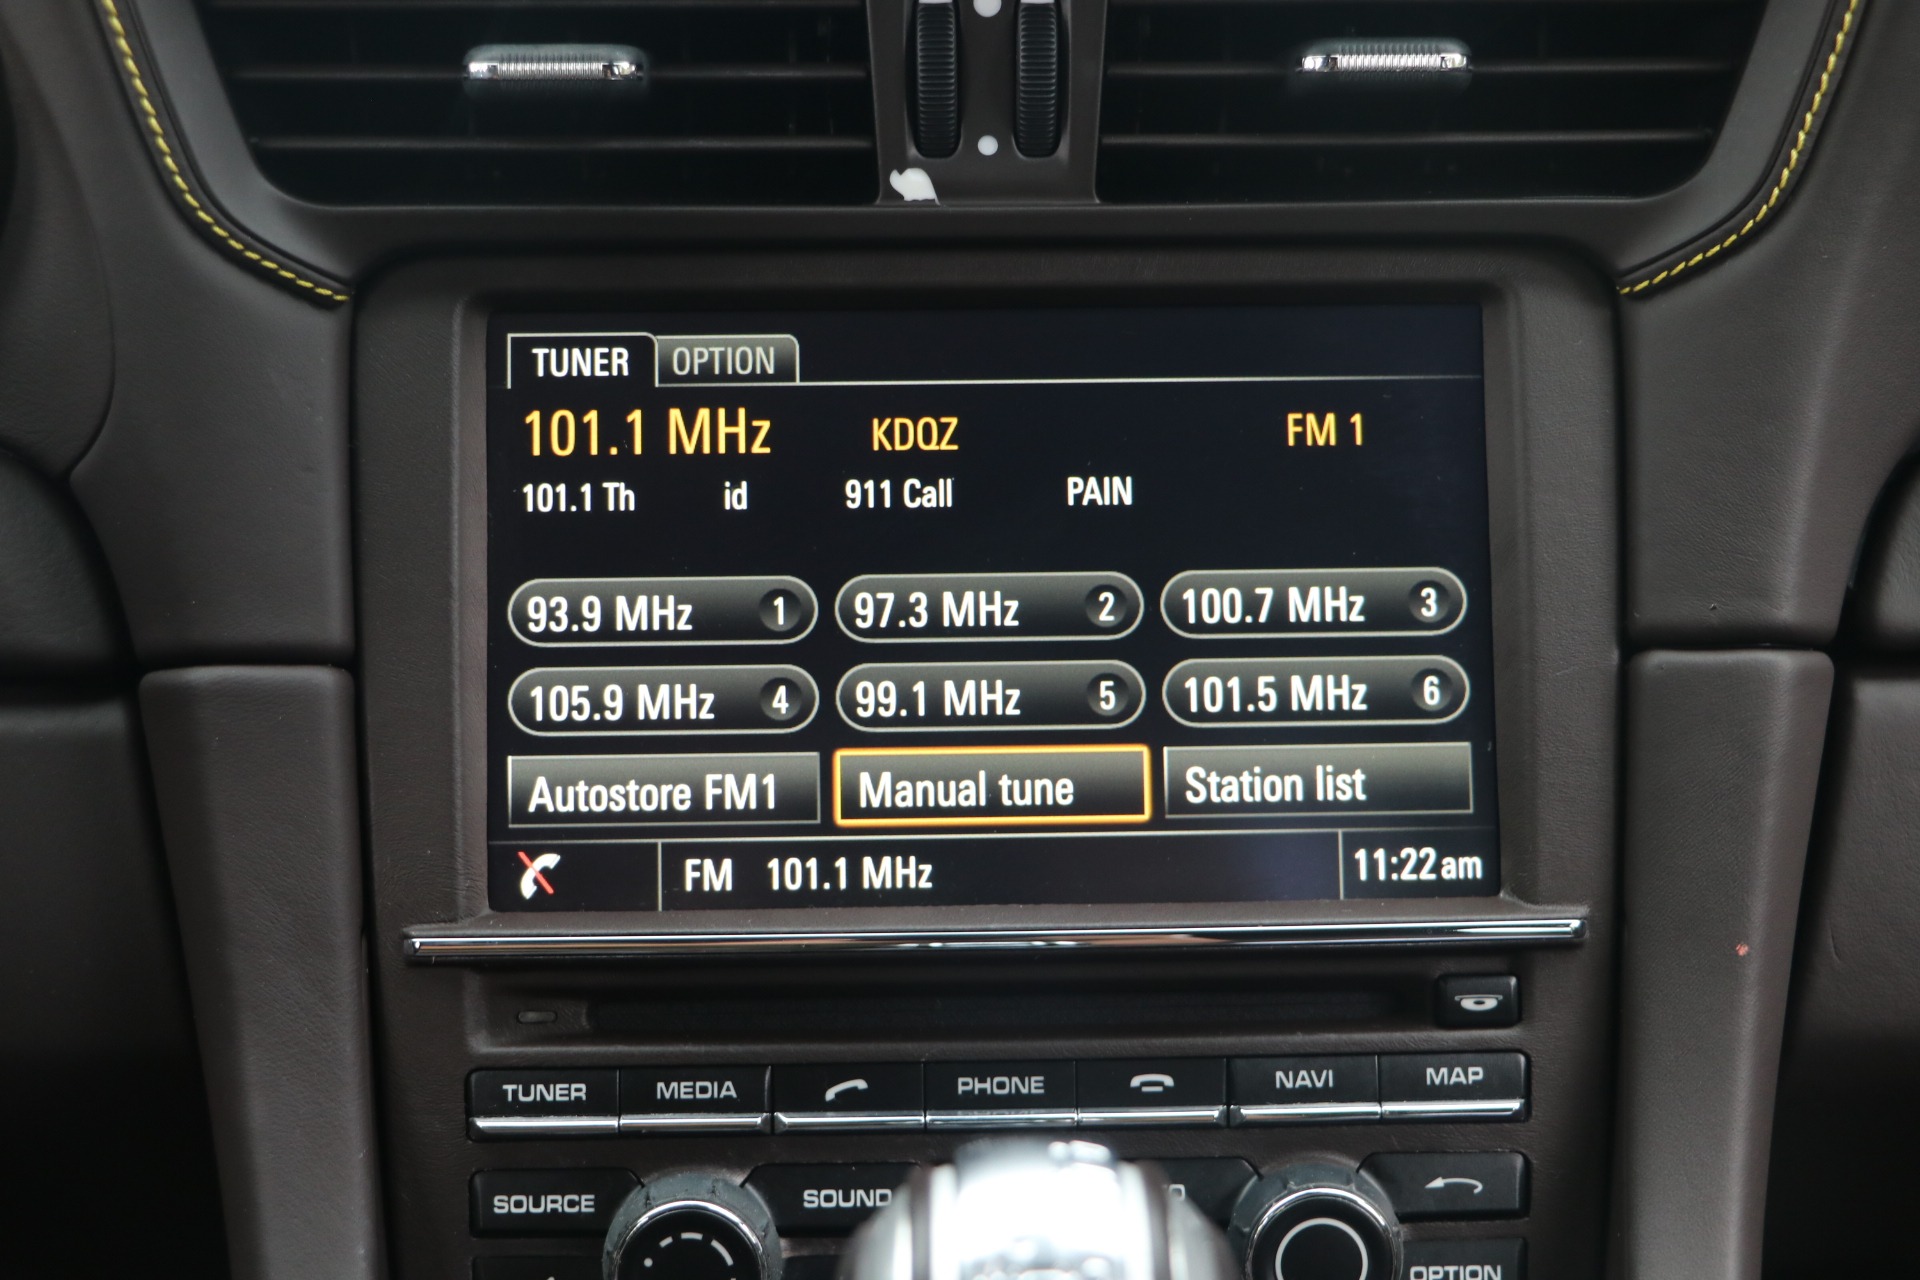 TUNER OPTION
101.1 MHz KDQZ FM 1
101.1 Th id 911 Call PAIN
93.9 MHz 1 97.3 MHz 2 100.7 MHz 3
105.9 MHz 4 99.1 MHz 5 101.5 MHz 6
Autostore FM1 Manual tune Station list
FM 101.1 MHz 11:22am
TUNER MEDIA PHONE NAVI MAP
SOURCE SOUND
OPTION